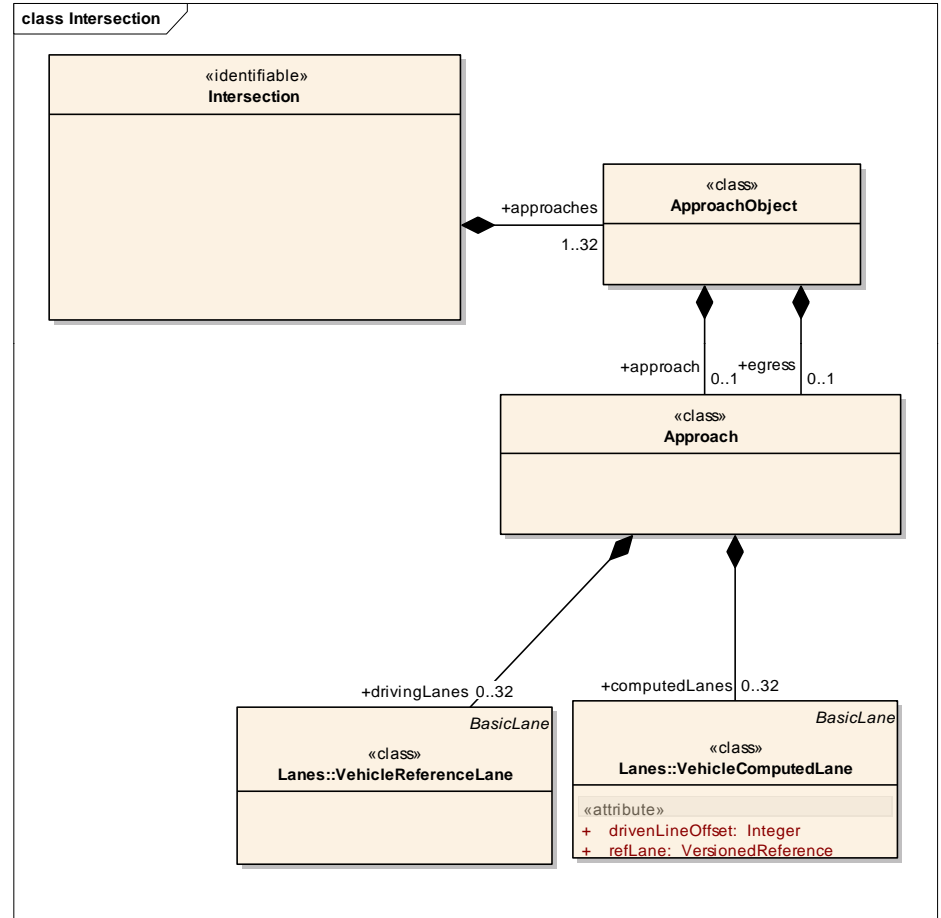 class Intersection
«identifiable»
Intersection
+approaches
1..32
«class»
ApproachObject
+approach
0..1
+egress
0..1
«class»
Approach
+drivingLanes 0..32
+computedLanes 0..32
BasicLane
«class»
Lanes::VehicleReferenceLane
BasicLane
«class»
Lanes::VehicleComputedLane
«attribute»
+ drivenLineOffset: Integer
+ refLane: VersionedReference